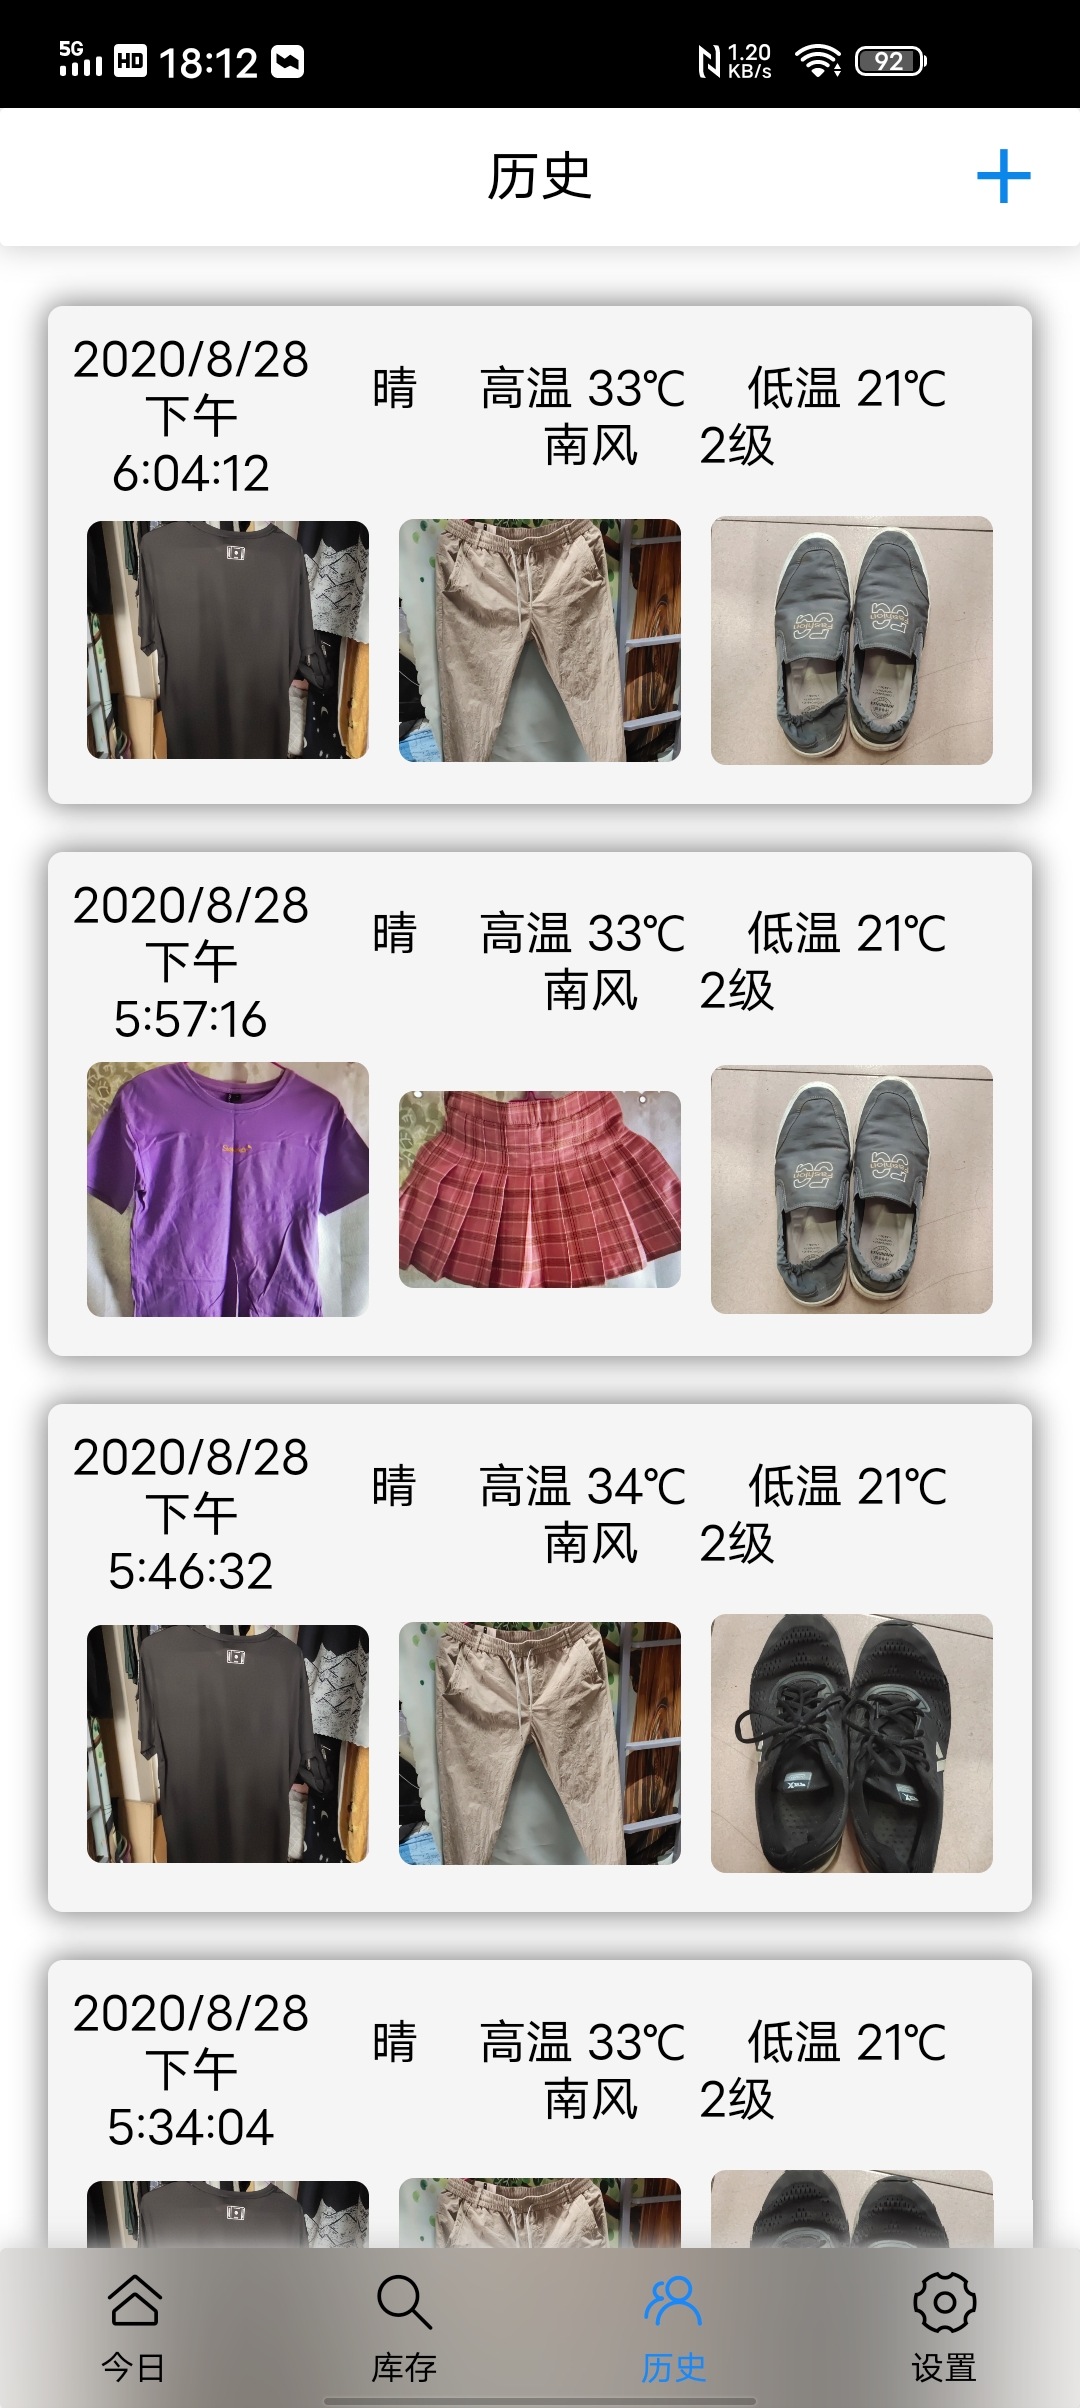 5G HD 18:12 1.20 KB/s 92
历史
2020/8/28
下午
6:04:12
晴 高温 33℃ 低温 21℃
南风 2级
2020/8/28
下午
5:57:16
晴 高温 33℃ 低温 21℃
南风 2级
2020/8/28
下午
5:46:32
晴 高温 34℃ 低温 21℃
南风 2级
2020/8/28
下午
5:34:04
晴 高温 33℃ 低温 21℃
南风 2级
今日 库存 历史 设置